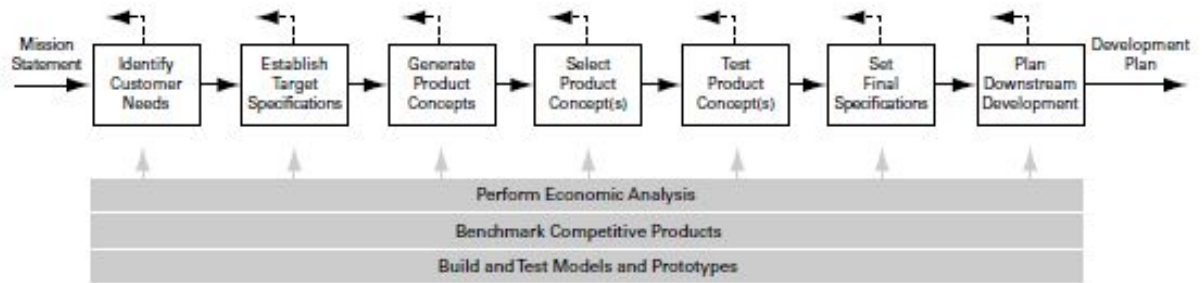 Mission
Statement
Identify
Customer
Needs
Establish
Target
Specifications
Generate
Product
Concepts
Select
Product
Concept(s)
Test
Product
Concept(s)
Set
Final
Specifications
Plan
Downstream
Development
Development
Plan
Perform Economic Analysis
Benchmark Competitive Products
Build and Test Models and Prototypes